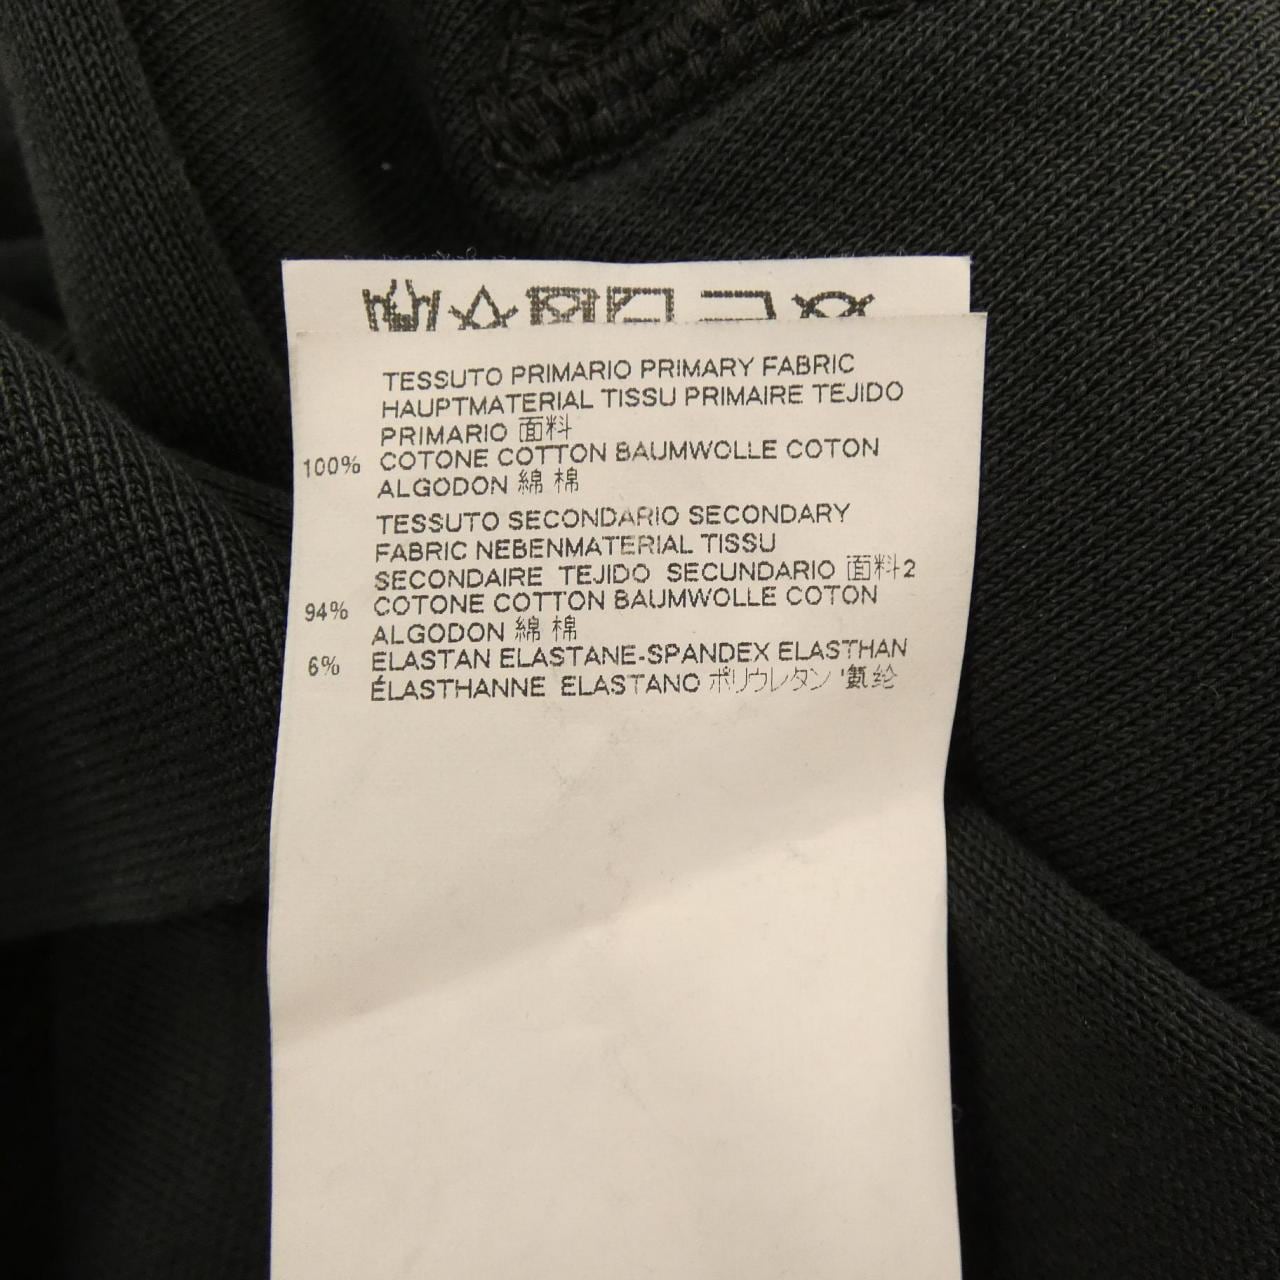 TESSUTO PRIMARIO PRIMARY FABRIC
HAUPTMATERIAL TISSU PRIMAIRE TEJIDO
PRIMARIO 面料
100% COTONE COTTON BAUMWOLLE COTON
ALGODON 綿 棉
TESSUTO SECONDARIO SECONDARY
FABRIC NEBENMATERIAL TISSU
SECONDAIRE TEJIDO SECUNDARIO 面料2
94% COTONE COTTON BAUMWOLLE COTON
ALGODON 綿 棉
6% ELASTAN ELASTANE-SPANDEX ELASTHAN
ÉLASTHANNE ELASTANO ポリウレタン